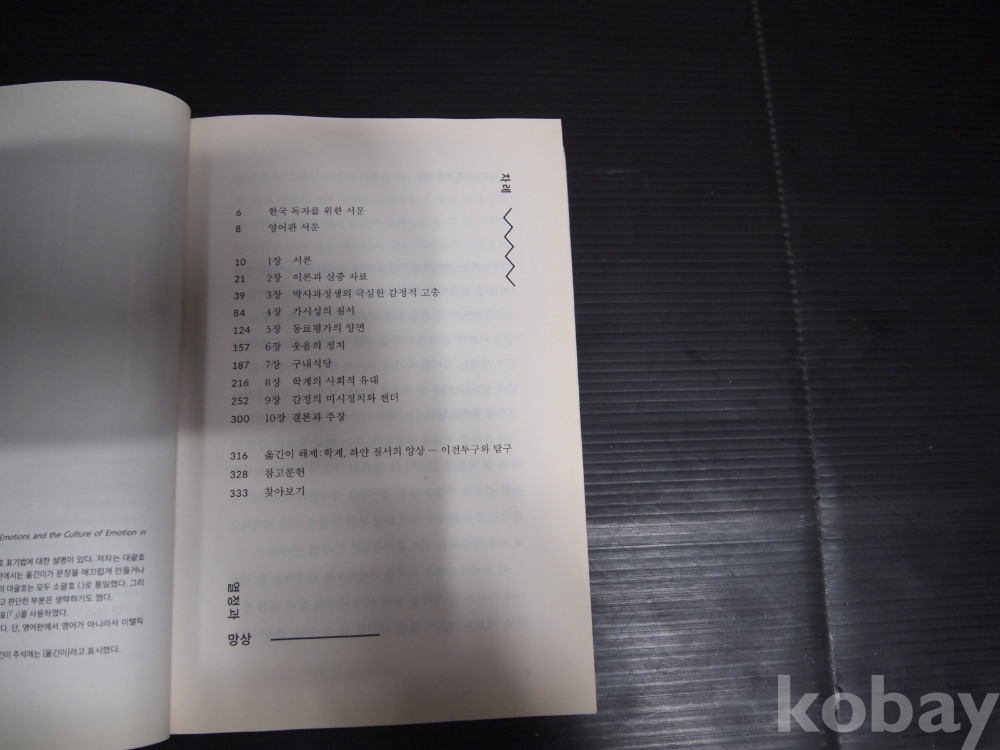 Emotions and the Culture of Emotion in
호 표기법에 대한 설명이 있다. 저자는 대괄호
판에서는 옮긴이가 문장을 매끄럽게 만들거나
의 대괄호는 모두 소괄호 ( )로 통일했다. 그리
고 판단한 부분은 생략하기도 했다.
표(「 」)를 사용하였다.
다. 단, 영어판에서 영어가 아니라서 이탤릭
긴이 주석에는 [옮긴이]라고 표시했다.
차례
6 한국 독자를 위한 서문
8 영어판 서문
10 1장 서론
21 2장 이론과 실증 자료
39 3장 박사과정생의 극심한 감정적 고충
84 4장 가시성의 질서
124 5장 동료평가의 양면
157 6장 웃음의 정치
187 7장 구내식당
216 8장 학계의 사회적 유대
252 9장 감정의 미시정치와 젠더
300 10장 결론과 주장
316 옮긴이 해제: 학계, 하얀 질서의 양상 — 이전투구와 탐구
328 참고문헌
333 찾아보기
열정과
망상
kobay